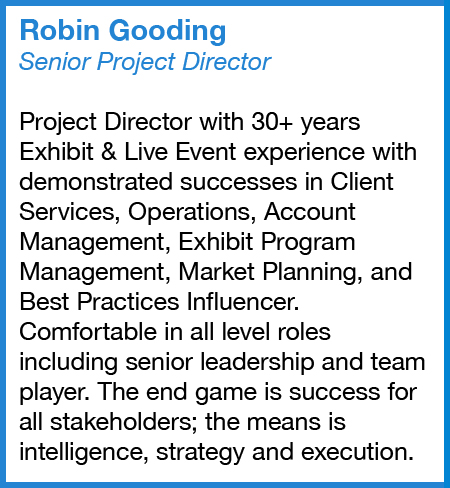 Robin Gooding
Senior Project Director
Project Director with 30+ years
Exhibit & Live Event experience with
demonstrated successes in Client
Services, Operations, Account
Management, Exhibit Program
Management, Market Planning, and
Best Practices Influencer.
Comfortable in all level roles
including senior leadership and team
player. The end game is success for
all stakeholders; the means is
intelligence, strategy and execution.